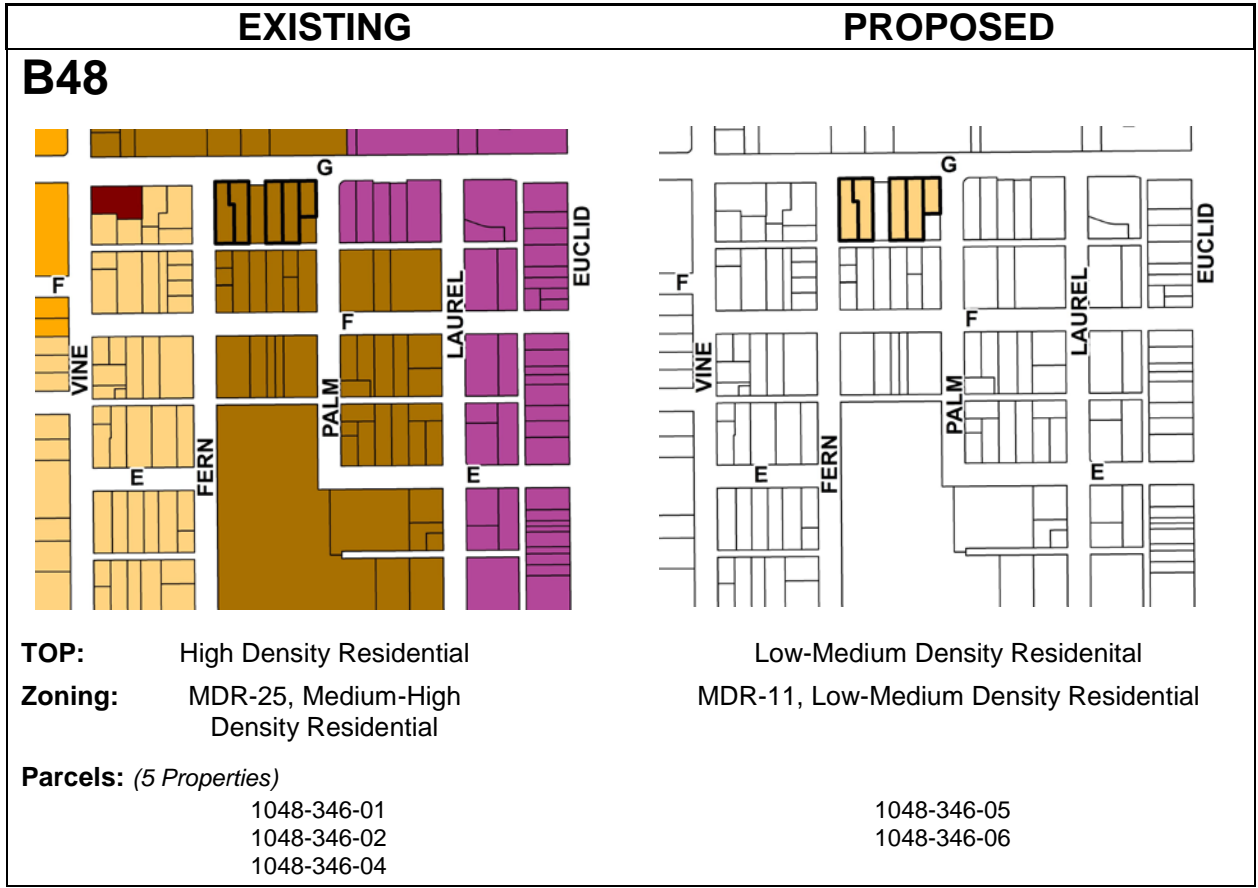 EXISTING
PROPOSED
B48
G
F
VINE
FERN
E
F
PALM
LAUREL
E
EUCLID
G
F
VINE
FERN
E
F
PALM
LAUREL
E
EUCLID
TOP: High Density Residential
Low-Medium Density Residenital
Zoning: MDR-25, Medium-High
Density Residential
MDR-11, Low-Medium Density Residential
Parcels: (5 Properties)
1048-346-01
1048-346-02
1048-346-04
1048-346-05
1048-346-06